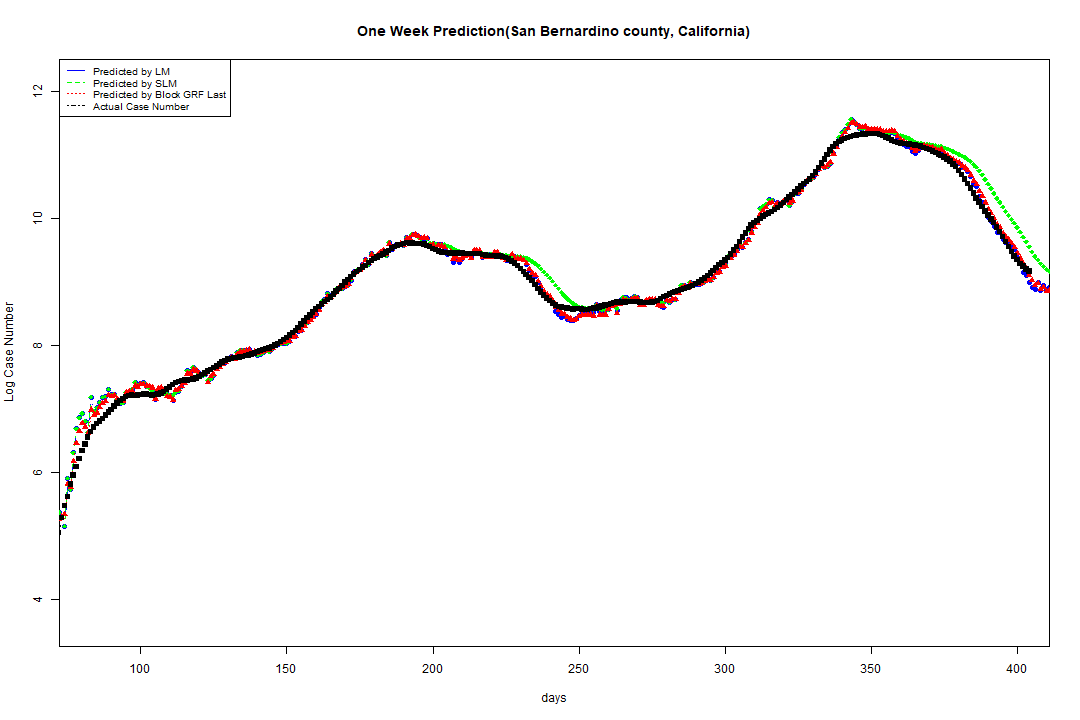 One Week Prediction(San Bernardino county, California)
Predicted by LM
Predicted by SLM
Predicted by Block GRF Last
Actual Case Number
12
10
8
6
4
Log Case Number
100 150 200 250 300 350 400
days